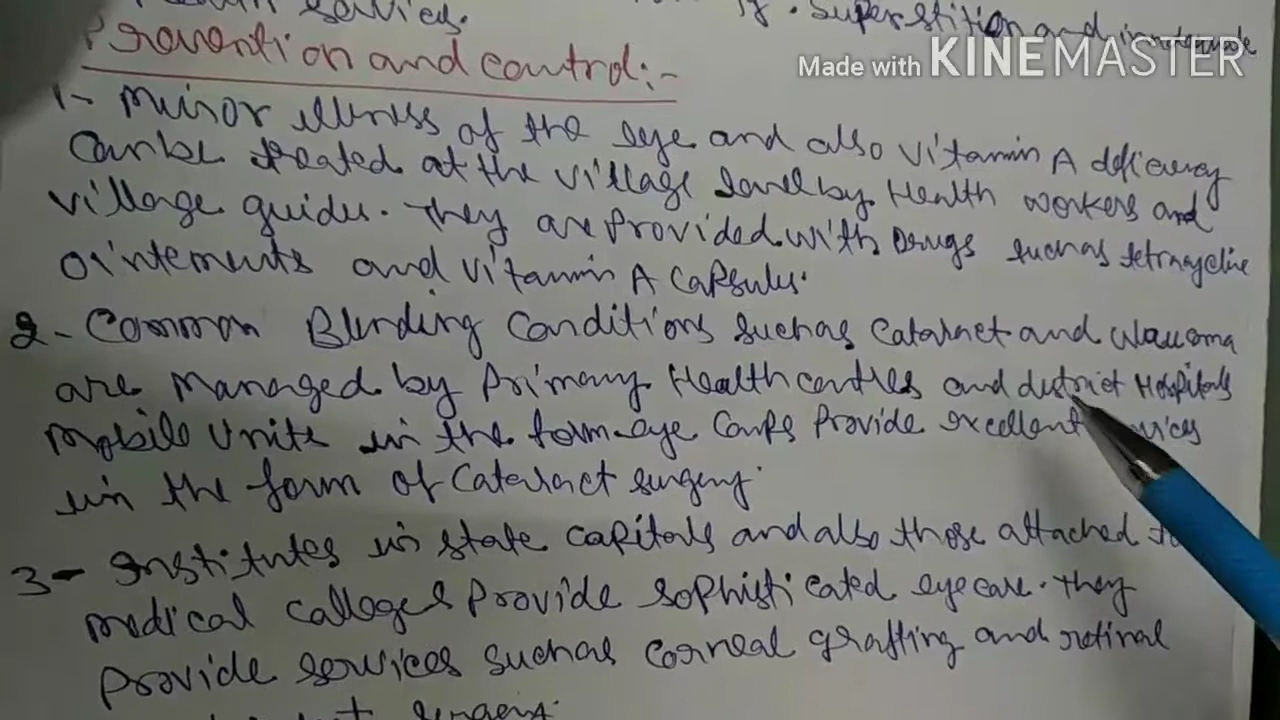 services.
7. Superstition and
Made with KINEMASTER
Prevention and control:-
1- Minor illness of the eye and also vitamin A deficiency
Can be treated at the village level by Health workers and
village guides. They are Provided with Drugs such as tetracycline
ointements and vitamin A Capsules.
2- Common Blinding Conditions such as Cataract and Glaucoma
are managed by Primary Health centres and district Hospitals
Mobile Units in the form eye Camps Provide excellent
in the form of Cataract surgery.
3- Institutes in state capitals and also those attached to
medical colleges Provide sophisticated eye care. They
Provide services such as corneal grafting and retinal
surgery.